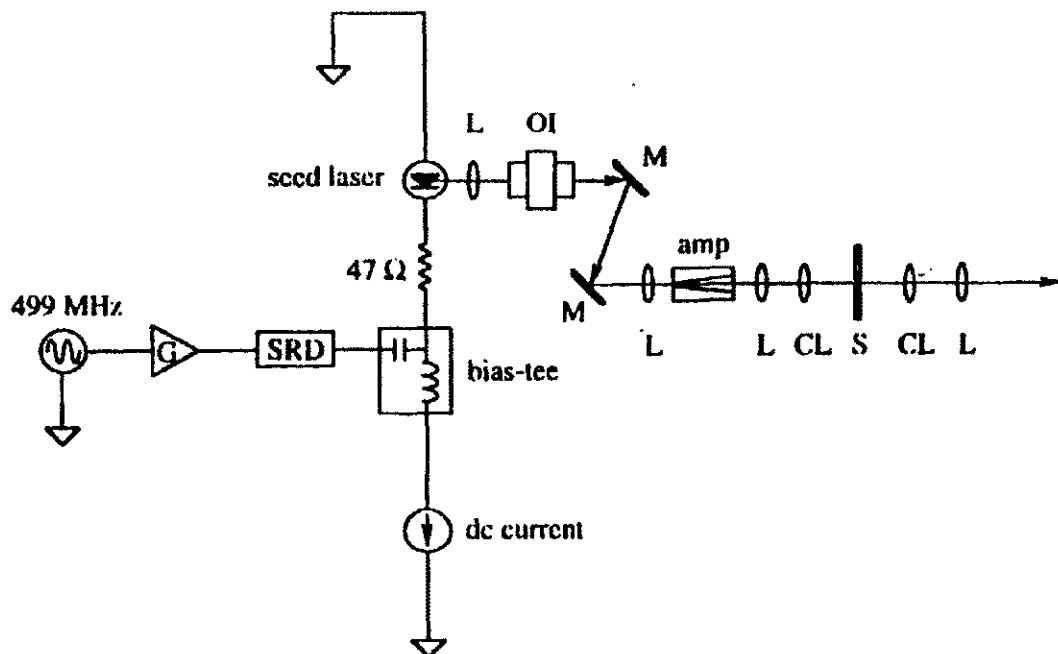 L OI
M
seed laser
amp
47 Ω
499 MHz
M
L L CL S CL L
G SRD
bias-tee
dc current